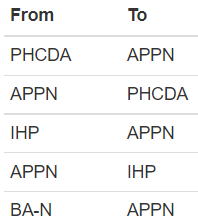 From To
PHCDA APPN
APPN PHCDA
IHP APPN
APPN IHP
BA-N APPN